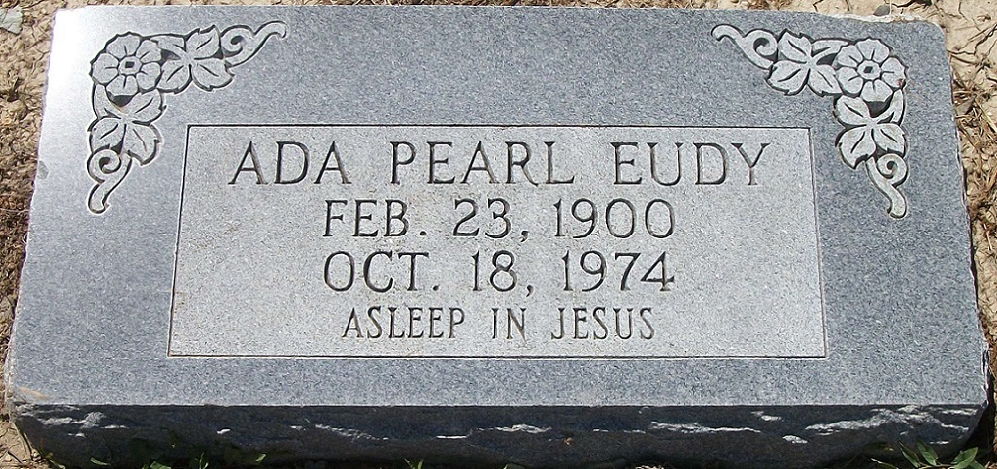 ADA PEARL EUDY
FEB. 23, 1900
OCT. 18, 1974
ASLEEP IN JESUS